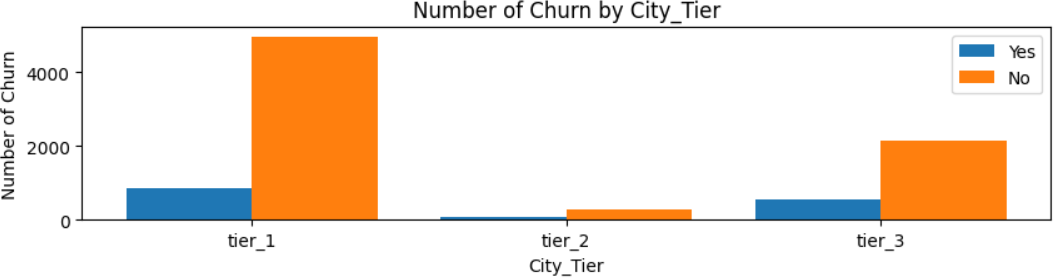 Number of Churn by City_Tier
Number of Churn
4000
2000
0
Yes
No
tier_1
tier_2
tier_3
City_Tier